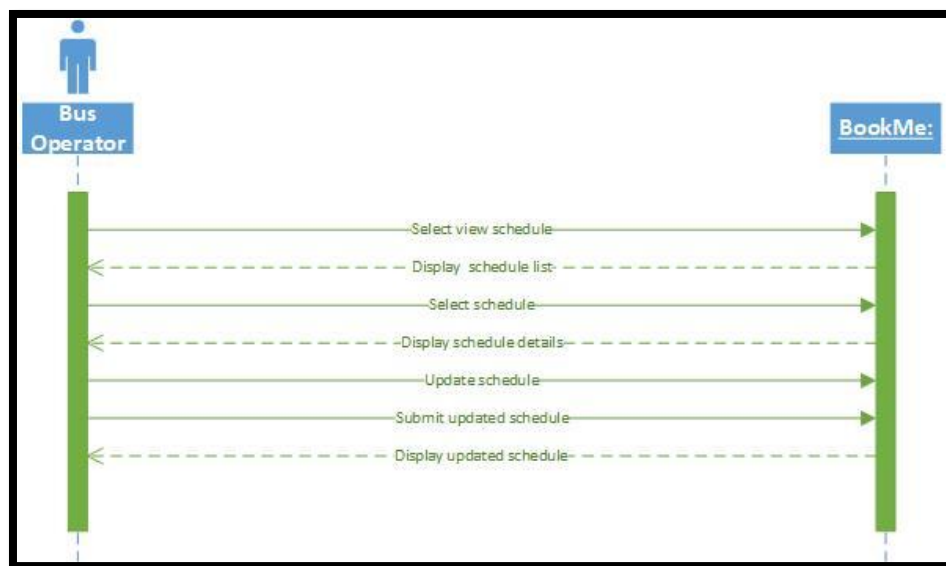 Bus
Operator
BookMe:
Select view schedule
Display schedule list
Select schedule
Display schedule details
Update schedule
Submit updated schedule
Display updated schedule